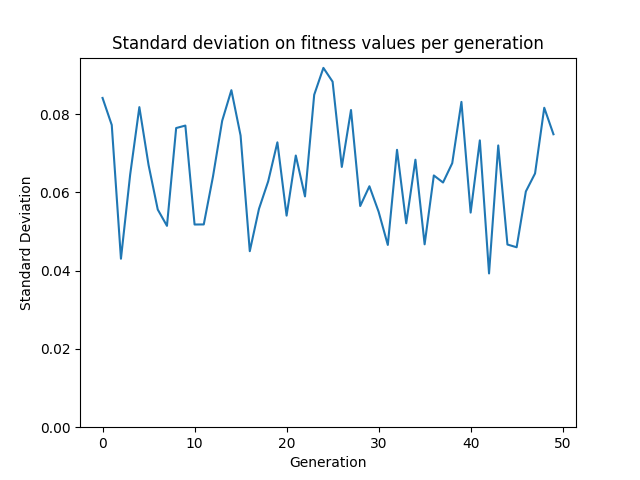 Standard deviation on fitness values per generation
Standard Deviation
0.08
0.06
0.04
0.02
0.00
0 10 20 30 40 50
Generation